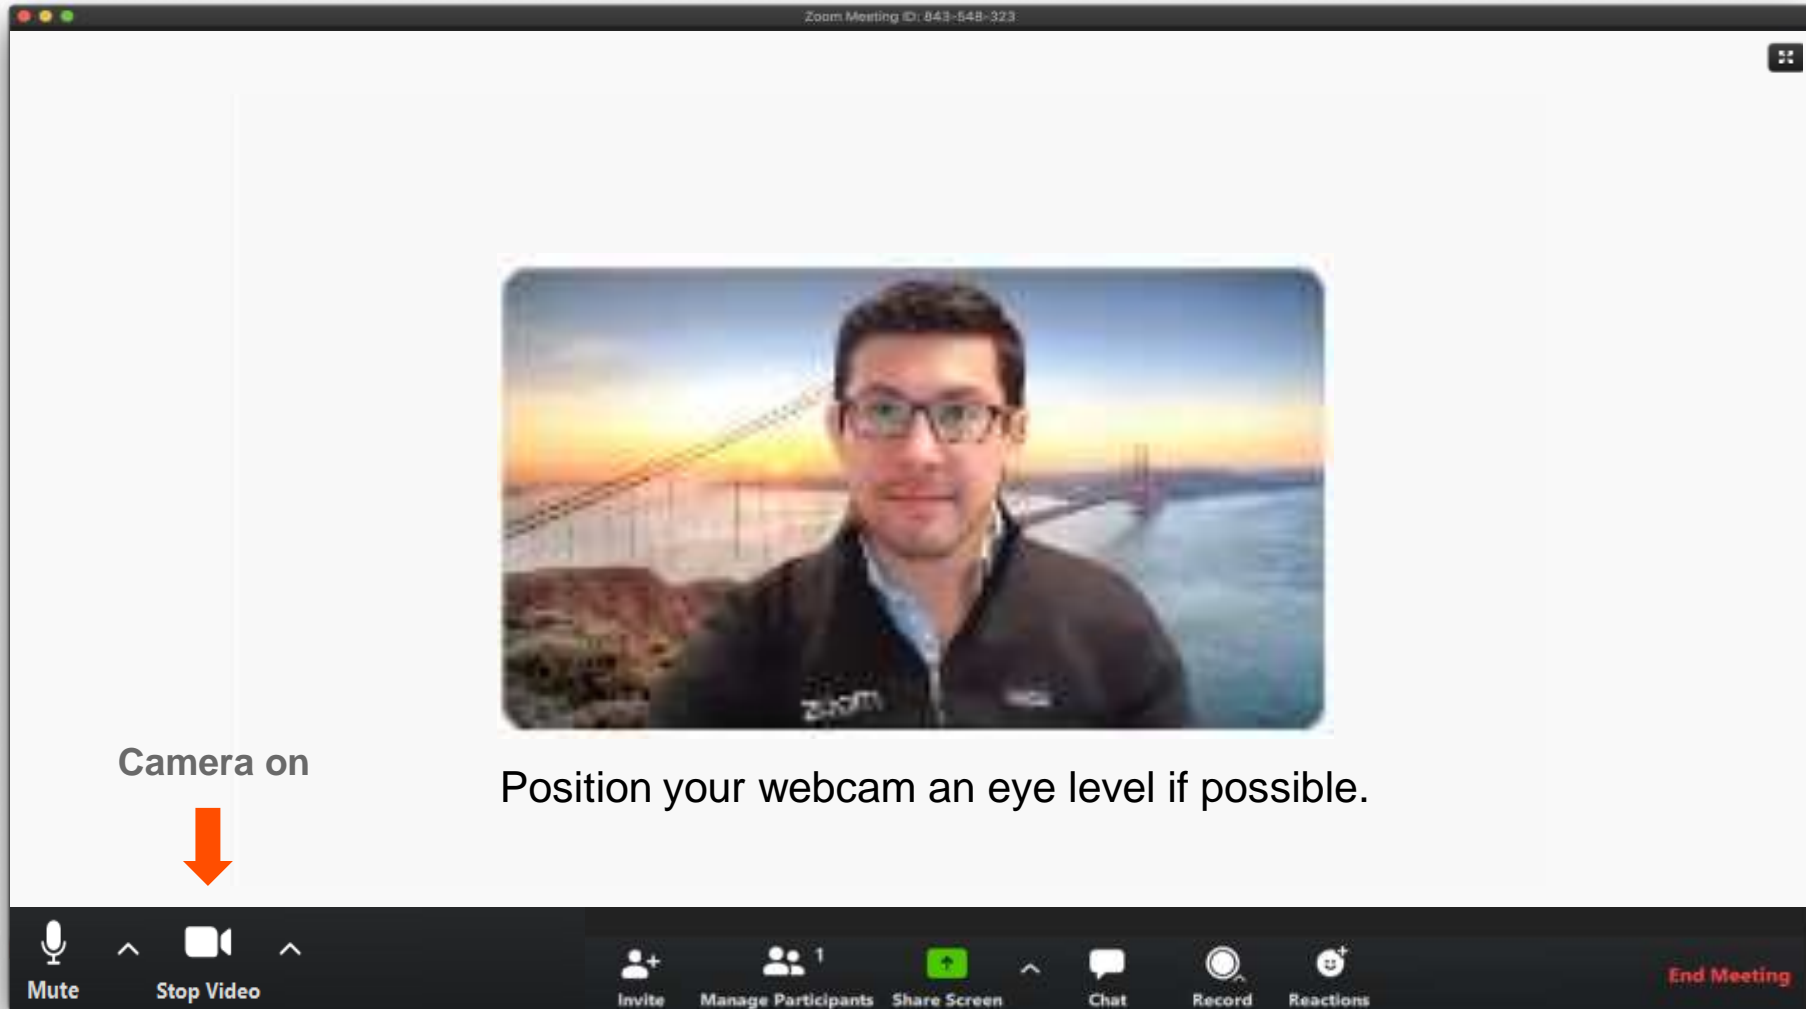 Zoom Meeting ID: 843-548-323
zoom
Camera on
Position your webcam an eye level if possible.
Mute
Stop Video
Invite
Manage Participants
1
Share Screen
Chat
Record
Reactions
End Meeting